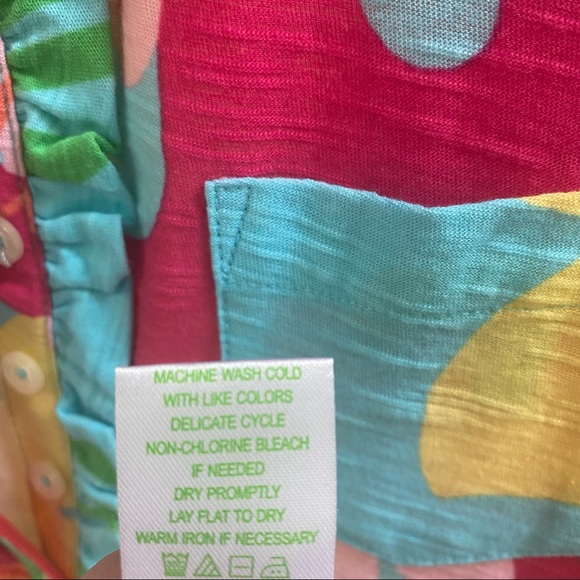 MACHINE WASH COLD
WITH LIKE COLORS
DELICATE CYCLE
NON-CHLORINE BLEACH
IF NEEDED
DRY PROMPTLY
LAY FLAT TO DRY
WARM IRON IF NECESSARY